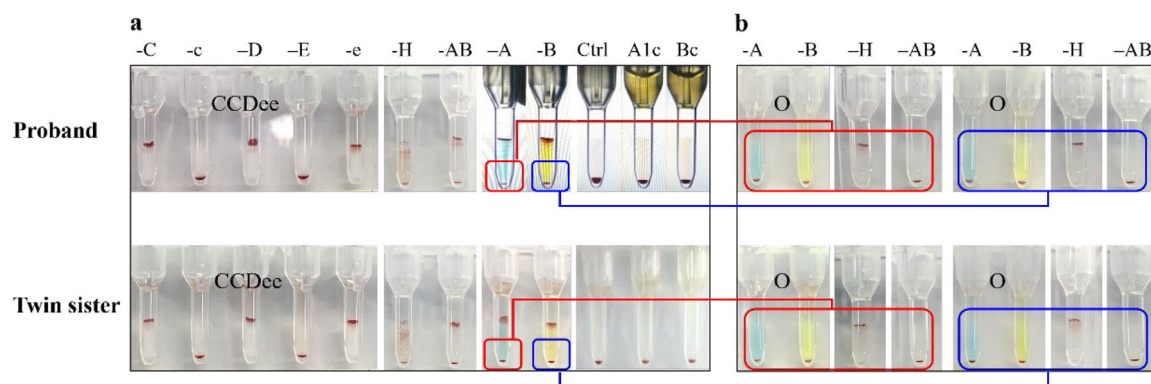 a b
-C -c –D –E -e -H -AB –A -B Ctrl A1c Bc -A -B –H –AB -A -B -H –AB
Proband CCDee O O
Twin sister CCDee O O